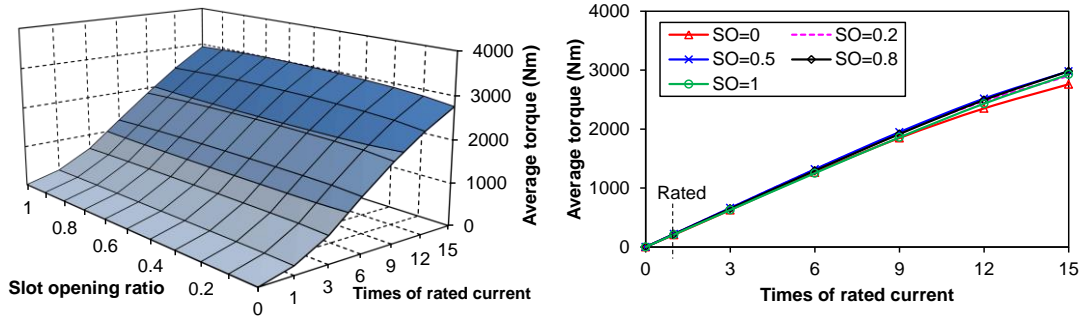 4000
3000
2000
1000
0
Average torque (Nm)
1
0.8
0.6
0.4
0.2
0
Slot opening ratio
0
1
3
6
9
12
15
Times of rated current
4000
3000
2000
1000
0
Average torque (Nm)
SO=0
SO=0.2
SO=0.5
SO=0.8
SO=1
Rated
0
3
6
9
12
15
Times of rated current